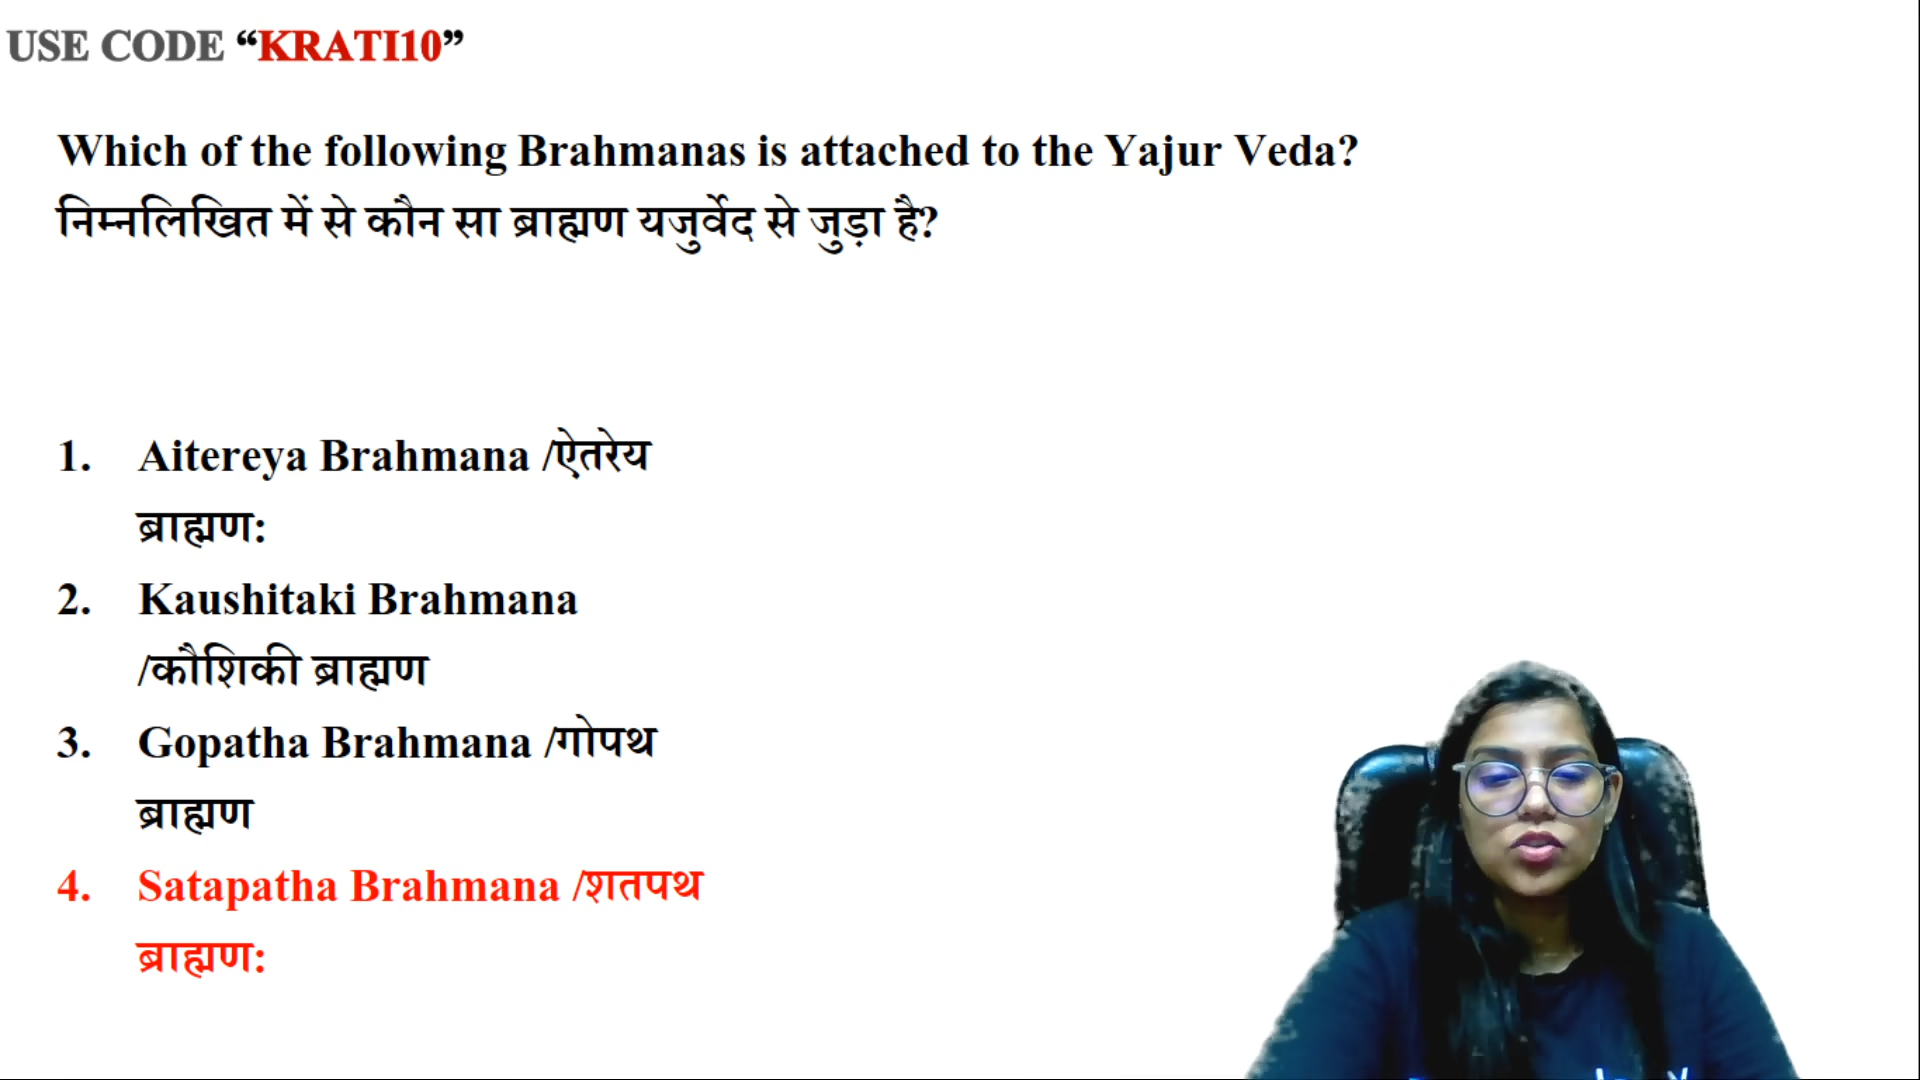 USE CODE “KRATI10”
Which of the following Brahmanas is attached to the Yajur Veda?
निम्नलिखित में से कौन सा ब्राह्मण यजुर्वेद से जुड़ा है?
1. Aitereya Brahmana /ऐतरेय
ब्राह्मण:
2. Kaushitaki Brahmana
/कौशिकी ब्राह्मण
3. Gopatha Brahmana /गोपथ
ब्राह्मण
4. Satapatha Brahmana /शतपथ
ब्राह्मण: